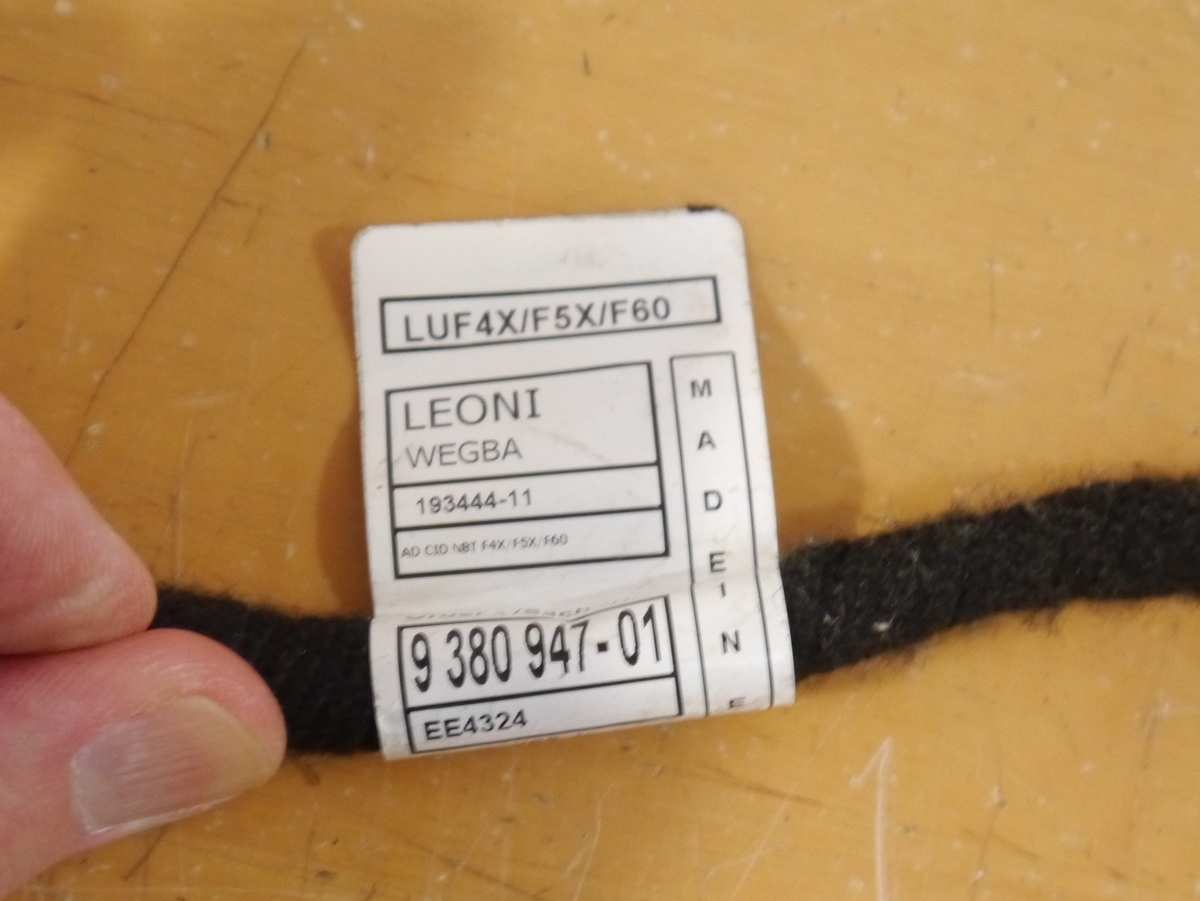 LUF4X/F5X/F60
LEONI
WEGBA
193444-11
AD CID NBT F4X/F5X/F60
9 380 947-01
EE4324
MADE IN E